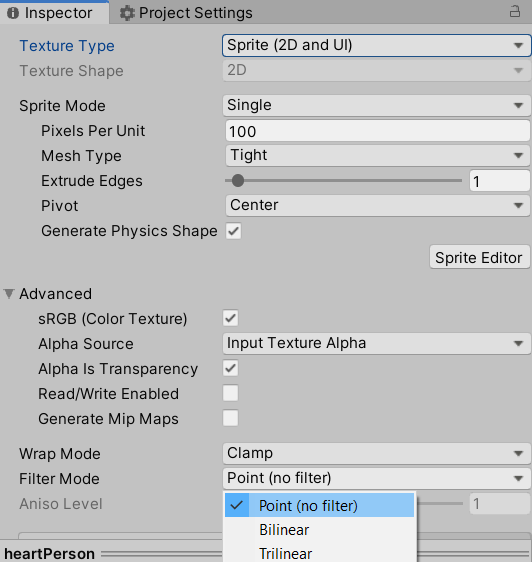 Inspector Project Settings
Texture Type Sprite (2D and UI)
Texture Shape 2D
Sprite Mode Single
Pixels Per Unit 100
Mesh Type Tight
Extrude Edges 1
Pivot Center
Generate Physics Shape
Sprite Editor
Advanced
sRGB (Color Texture)
Alpha Source Input Texture Alpha
Alpha Is Transparency
Read/Write Enabled
Generate Mip Maps
Wrap Mode Clamp
Filter Mode Point (no filter)
Aniso Level 1
Point (no filter)
Bilinear
Trilinear
heartPerson